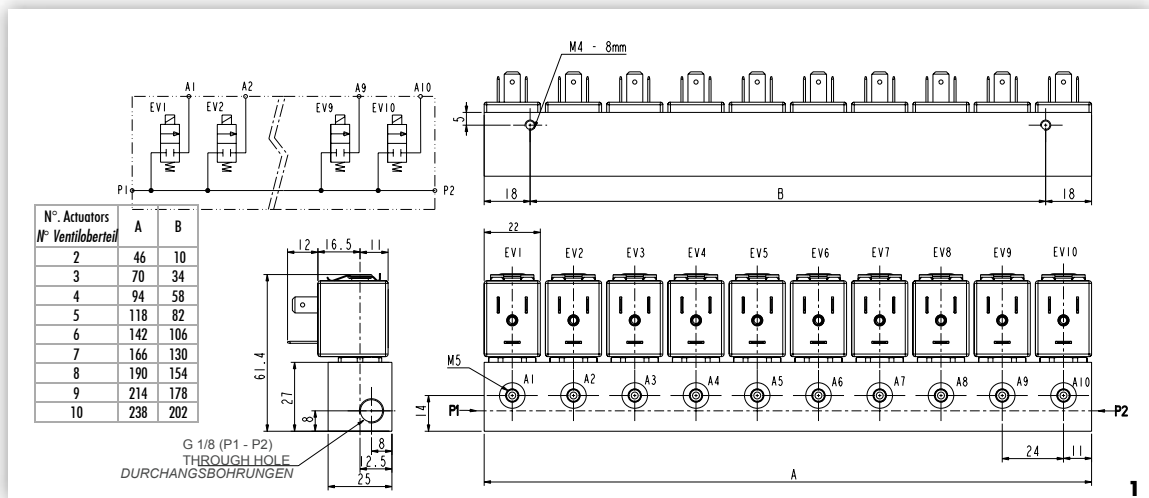 M4 - 8mm
A1 A2 A9 A10
EV1 EV2 EV9 EV10
5
P1 P2
18 B 18
N°. Actuators A B
N° Ventiloberteil
2 46 10
3 70 34
4 94 58
5 118 82
6 142 106
7 166 130
8 190 154
9 214 178
10 238 202
12 16.5 11
61.4
27
8
G 1/8 (P1 - P2)
THROUGH HOLE
DURCHANGSBOHRUNGEN
8
12.5
25
22
EV1 EV2 EV3 EV4 EV5 EV6 EV7 EV8 EV9 EV10
M5
A1 A2 A3 A4 A5 A6 A7 A8 A9 A10
14
P1 P2
24 11
A
1